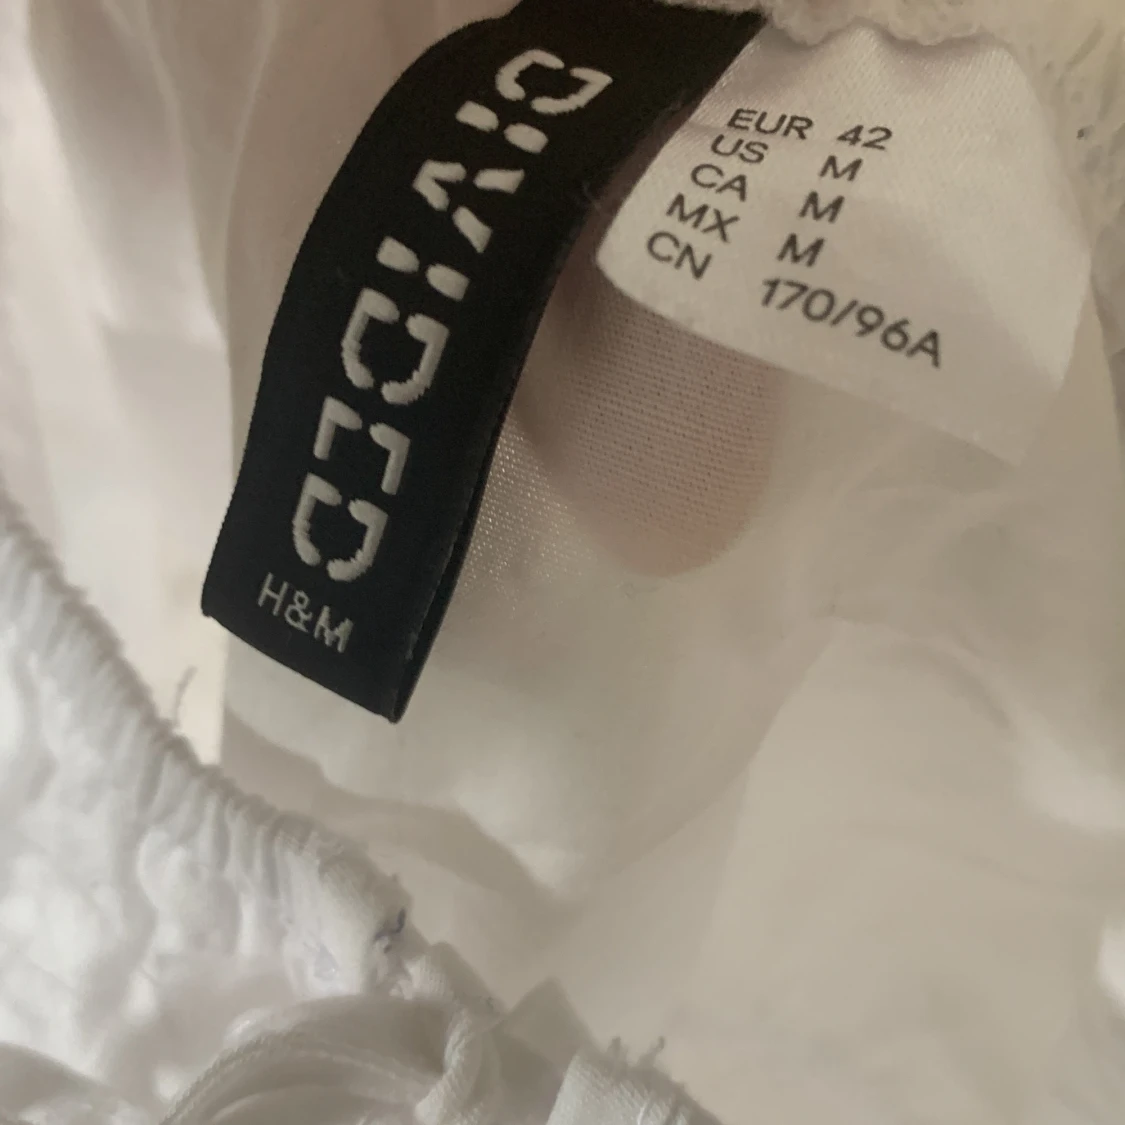 DIVIDED
H&M
EUR 42
US M
CA M
MX M
CN 170/96A